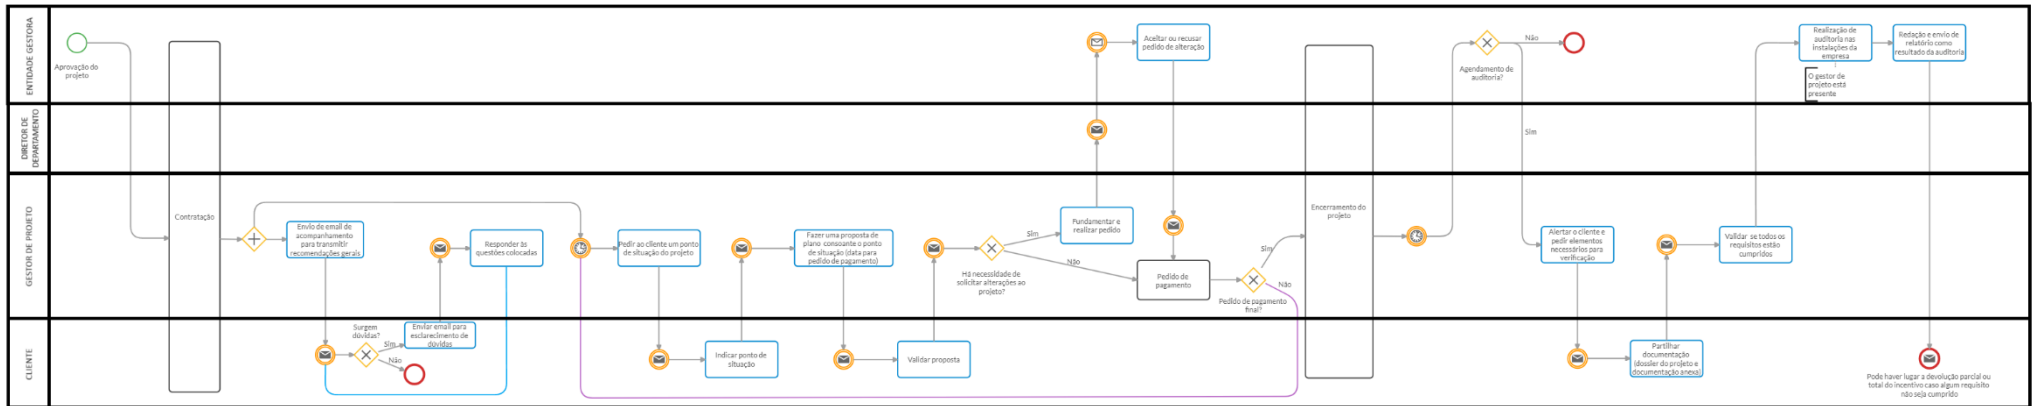 ENTIDADE GESTORA
Aprovação do
projeto
Aceitar ou recusar
pedido de alteração
Não
Agendamento de
auditoria?
Realização de
auditoria nas
instalações da
empresa
Redação e envio de
relatório como
resultado da auditoria
O gestor de
projeto está
presente
DIRETOR DE
DEPARTAMENTO
Sim
GESTOR DE PROJETO
Contratação
Envio de email de
acompanhamento
para transmitir
recomendações gerais
Responder às
questões colocadas
Pedir ao cliente um ponto
de situação do projeto
Fazer uma proposta de
plano consoante o ponto
de situação (data para
pedido de pagamento)
Há necessidade de
solicitar alterações ao
projeto?
Sim
Não
Fundamentar e
realizar pedido
Pedido de
pagamento
Sim
Não
Pedido de pagamento
final?
Encerramento do
projeto
Alertar o cliente e
pedir elementos
necessários para
verificação
Validar se todos os
requisitos estão
cumpridos
CLIENTE
Surgem
dúvidas?
Sim
Não
Enviar email para
esclarecimento de
dúvidas
Indicar ponto de
situação
Validar proposta
Partilhar
documentação
(dossier do projeto e
documentação anexa)
Pode haver lugar a devolução parcial ou
total do incentivo caso algum requisito
não seja cumprido